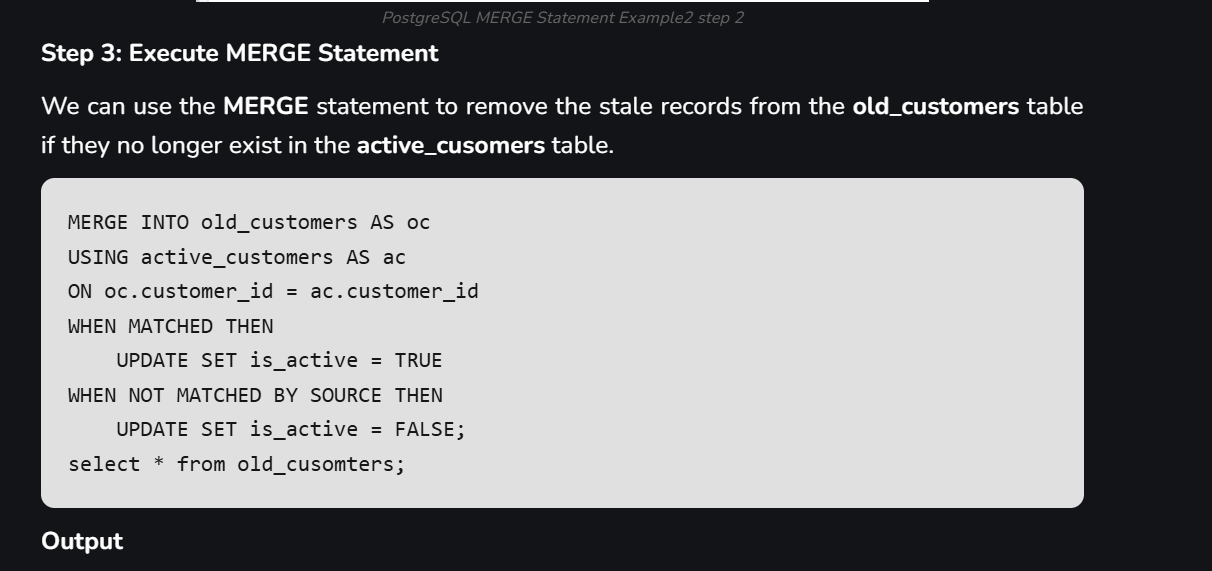 PostgreSQL MERGE Statement Example2 step 2
Step 3: Execute MERGE Statement
We can use the MERGE statement to remove the stale records from the old_customers table
if they no longer exist in the active_cusomers table.
MERGE INTO old_customers AS oc
USING active_customers AS ac
ON oc.customer_id = ac.customer_id
WHEN MATCHED THEN
    UPDATE SET is_active = TRUE
WHEN NOT MATCHED BY SOURCE THEN
    UPDATE SET is_active = FALSE;
select * from old_cusomters;
Output